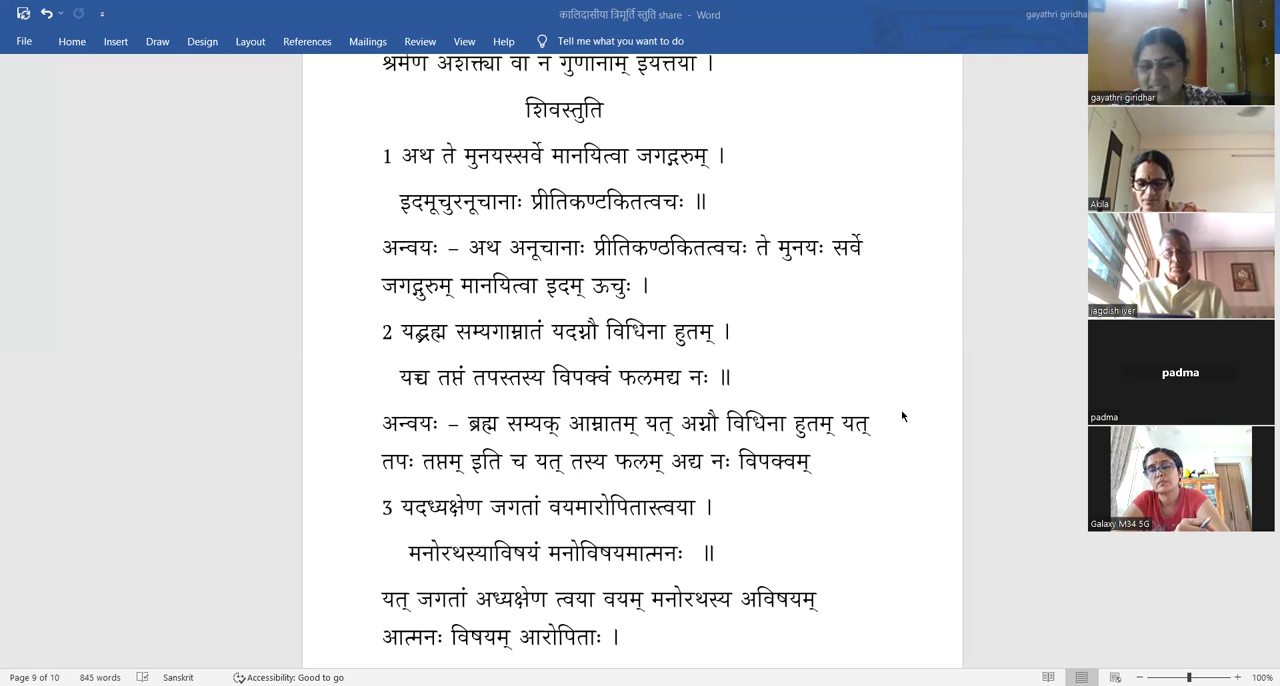 कालिदासीया त्रिमूर्ति स्तुति share - Word
gayathri giridha
File Home Insert Draw Design Layout References Mailings Review View Help Tell me what you want to do
श्रमेण अशक्त्या वा न गुणानाम् इयत्तया ।
शिवस्तुति
1 अथ ते मुनयस्सर्वे मानयित्वा जगद्गरुम् ।
इदमूचुरनूचानाः प्रीतिकण्टकितत्वचः ॥
अन्वयः – अथ अनूचानाः प्रीतिकण्ठकितत्वचः ते मुनयः सर्वे
जगद्गुरुम् मानयित्वा इदम् ऊचुः ।
2 यद्ब्रह्म सम्यगाम्नातं यदग्नौ विधिना हुतम् ।
यच्च तप्तं तपस्तस्य विपक्वं फलमद्य नः ॥
अन्वयः – ब्रह्म सम्यक् आम्नातम् यत् अग्नौ विधिना हुतम् यत्
तपः तप्तम् इति च यत् तस्य फलम् अद्य नः विपक्वम्
3 यदध्यक्षेण जगतां वयमारोपितास्त्वया ।
मनोरथस्याविषयं मनोविषयमात्मनः ॥
यत् जगतां अध्यक्षेण त्वया वयम् मनोरथस्य अविषयम्
आत्मनः विषयम् आरोपिताः ।
gayathri giridhar
Akila
jagdish iyer
padma
padma
Galaxy M34 5G
Page 9 of 10 845 words Sanskrit Accessibility: Good to go 100%